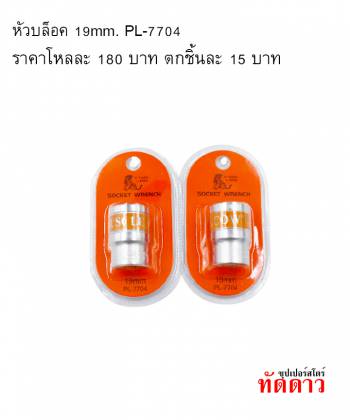 หัวบล็อค 19mm. PL-7704
ราคาโหลละ 180 บาท ตกชิ้นละ 15 บาท
SOCKET WRENCH
SOCKET WRENCH
19mm
PL-7704
19mm
PL-7704
ซุปเปอร์สโตร์
ทัดดาว